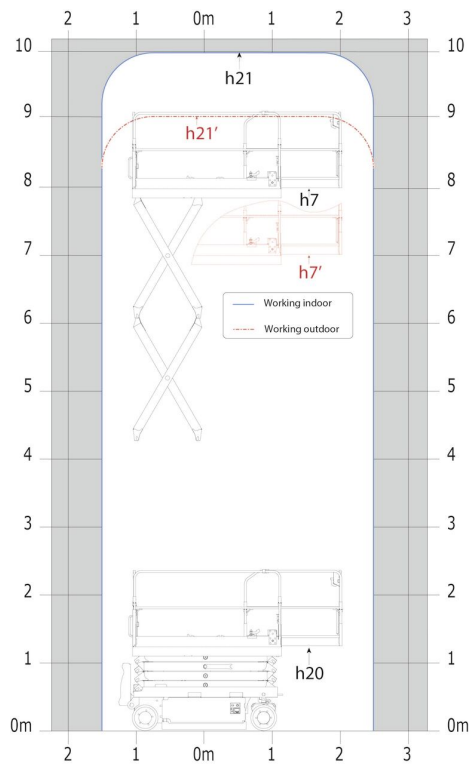 2 1 0m 1 2 3
10 10
h21
9 9
h21’
8 8
h7
7 7
h7’
Working indoor
6 6
Working outdoor
5 5
4 4
3 3
2 2
1 1
h20
0m 0m
2 1 0m 1 2 3